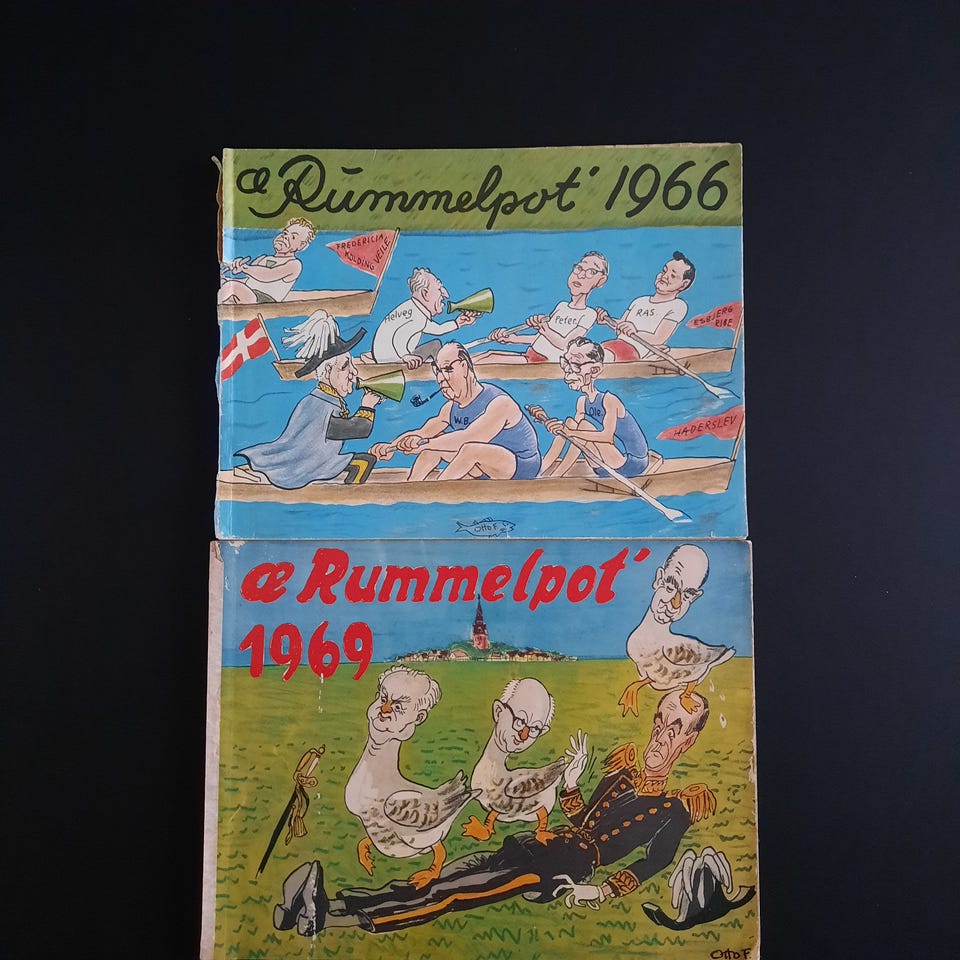 æ Rummelpot' 1966
FREDERICIA
KOLDING VEJLE
Helveg
Peter
RAS
ESBJERG
RIBE
W.B.
Ole
HADERSLEV
Otto F.
æ Rummelpot'
1969
Otto F.